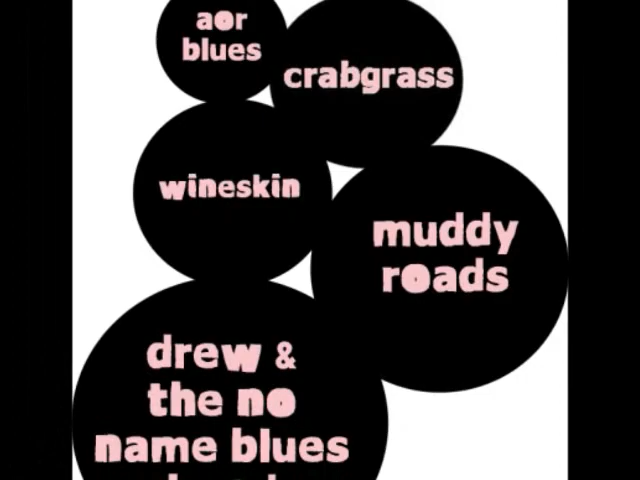 aor
blues
crabgrass
wineskin
muddy
roads
drew &
the no
name blues